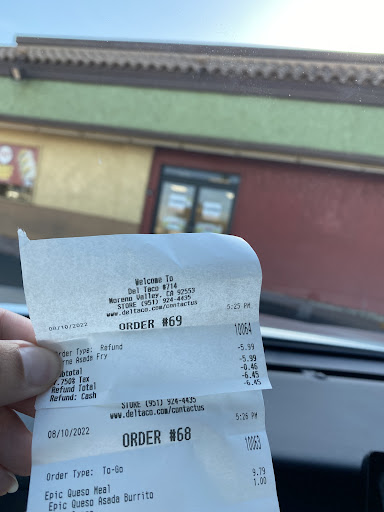 Welcome To
Del Taco #714
Moreno Valley, CA 92553
STORE (951) 924-4435
www.deltaco.com/contactus
08/10/2022 5:25 PM
ORDER #69
10064
Order Type: Refund
Carne Asada Fry -5.99
Subtotal -5.99
7.750% Tax -0.46
Refund Total -6.45
Refund: Cash -6.45
STORE (951) 924-4435
www.deltaco.com/contactus
08/10/2022 5:26 PM
ORDER #68
10063
Order Type: To-Go
Epic Queso Meal 9.79
Epic Queso Asada Burrito 1.00